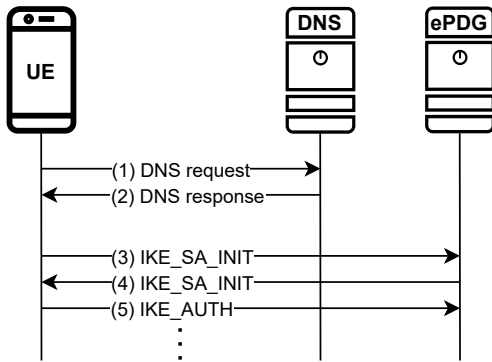 UE
DNS
ePDG
(1) DNS request
(2) DNS response
(3) IKE_SA_INIT
(4) IKE_SA_INIT
(5) IKE_AUTH